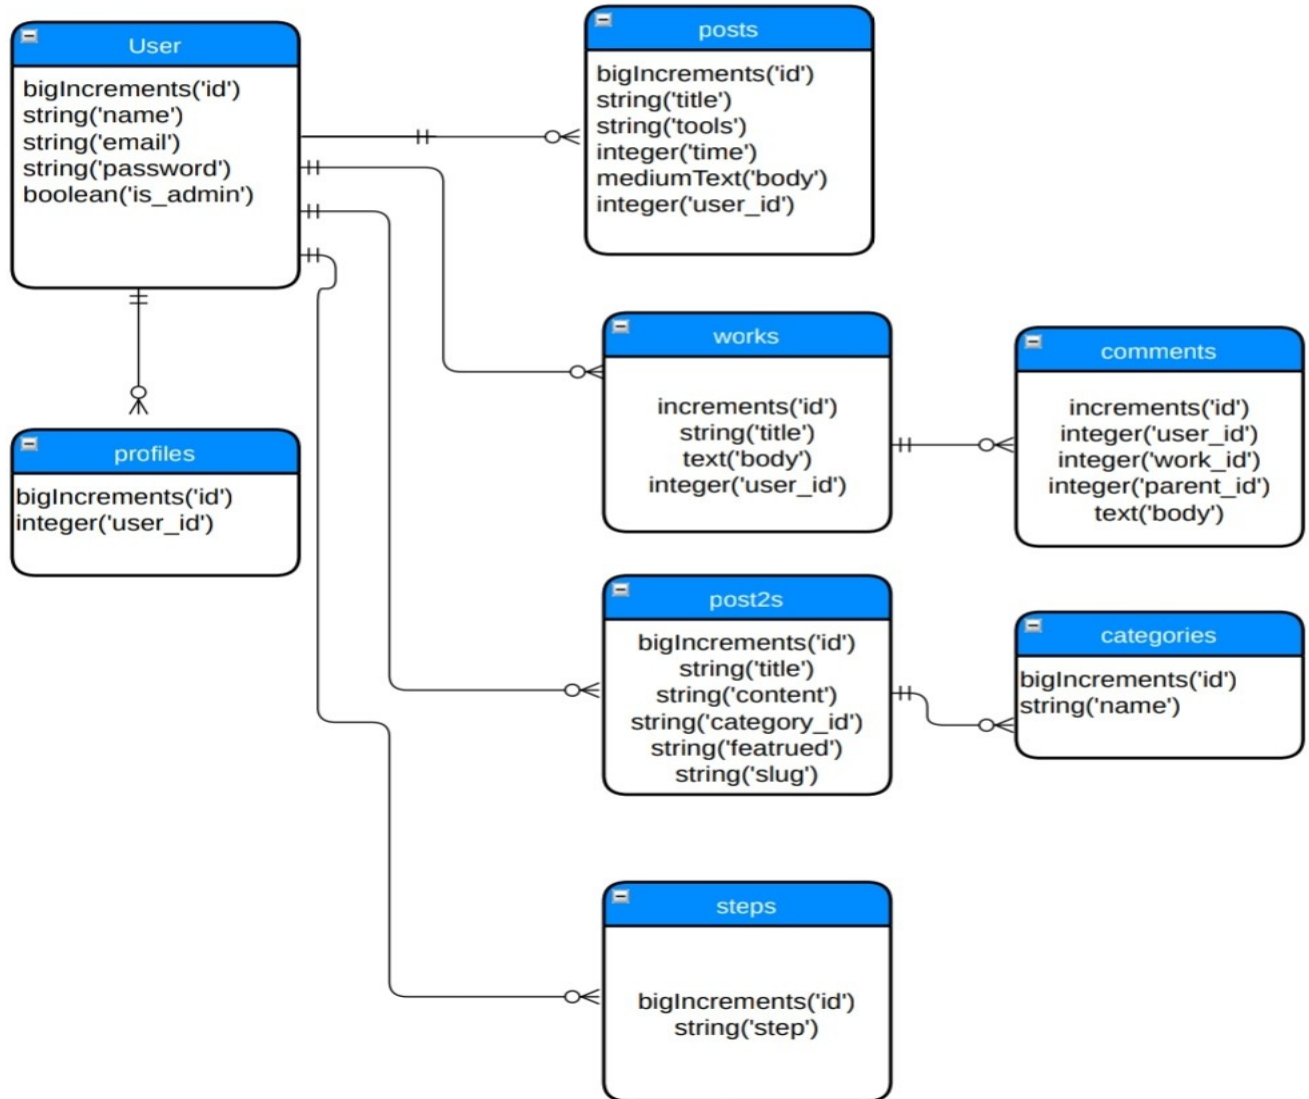 User
bigIncrements('id')
string('name')
string('email')
string('password')
boolean('is_admin')
posts
bigIncrements('id')
string('title')
string('tools')
integer('time')
mediumText('body')
integer('user_id')
works
increments('id')
string('title')
text('body')
integer('user_id')
comments
increments('id')
integer('user_id')
integer('work_id')
integer('parent_id')
text('body')
profiles
bigIncrements('id')
integer('user_id')
post2s
bigIncrements('id')
string('title')
string('content')
string('category_id')
string('featrued')
string('slug')
categories
bigIncrements('id')
string('name')
steps
bigIncrements('id')
string('step')